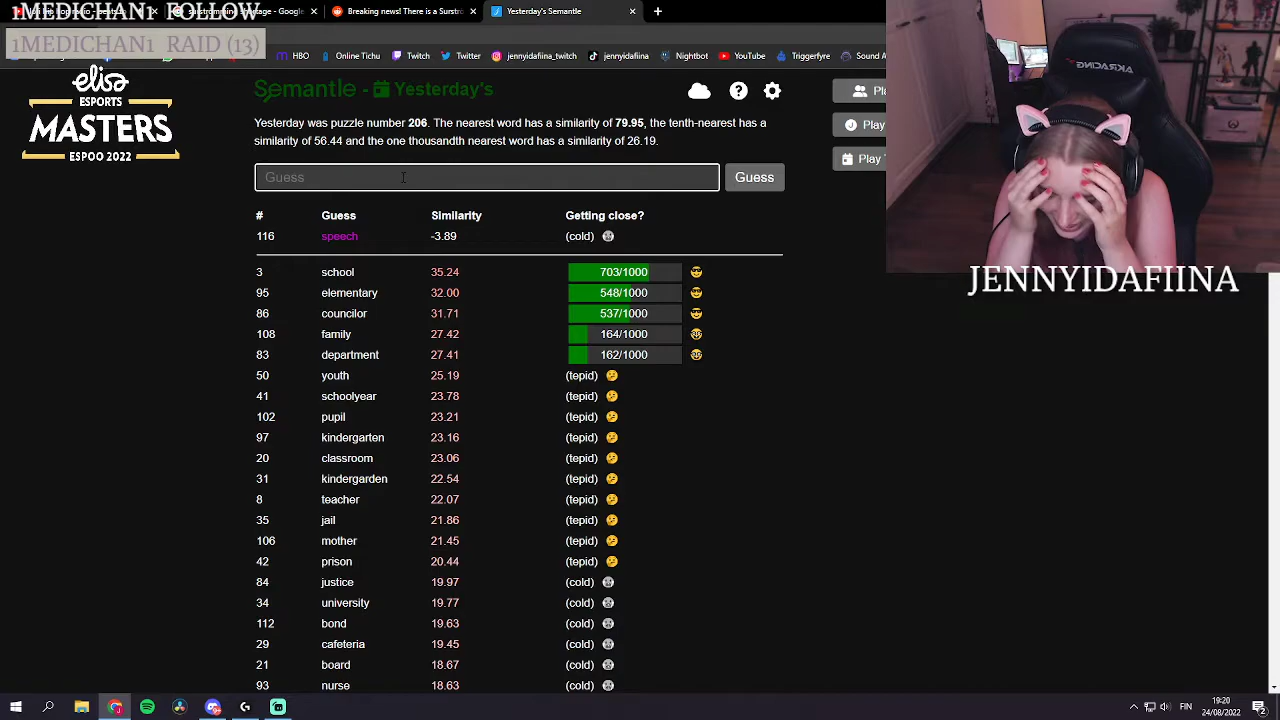 1MEDICHAN1 FOLLOW
1MEDICHAN1 RAID (13)
Breaking news! There is a Surstr
Yesterday's Semantle
HBO
Online Tichu
Twitch
Twitter
jennyidafiina_twitch
jennyidafiina
Nightbot
YouTube
Triggerfyre
Sound A
elisa
ESPORTS
MASTERS
ESPOO 2022
Semantle - Yesterday's
Yesterday was puzzle number 206. The nearest word has a similarity of 79.95, the tenth-nearest has a
similarity of 56.44 and the one thousandth nearest word has a similarity of 26.19.
Guess Guess
Play
Play T
# Guess Similarity Getting close?
116 speech -3.89 (cold)
3 school 35.24 703/1000
95 elementary 32.00 548/1000
86 councilor 31.71 537/1000
108 family 27.42 164/1000
83 department 27.41 162/1000
50 youth 25.19 (tepid)
41 schoolyear 23.78 (tepid)
102 pupil 23.21 (tepid)
97 kindergarten 23.16 (tepid)
20 classroom 23.06 (tepid)
31 kindergarden 22.54 (tepid)
8 teacher 22.07 (tepid)
35 jail 21.86 (tepid)
106 mother 21.45 (tepid)
42 prison 20.44 (tepid)
84 justice 19.97 (cold)
34 university 19.77 (cold)
112 bond 19.63 (cold)
29 cafeteria 19.45 (cold)
21 board 18.67 (cold)
93 nurse 18.63 (cold)
AKRACING
JENNYIDAFIINA
FIN
19:20
24/08/2022
2